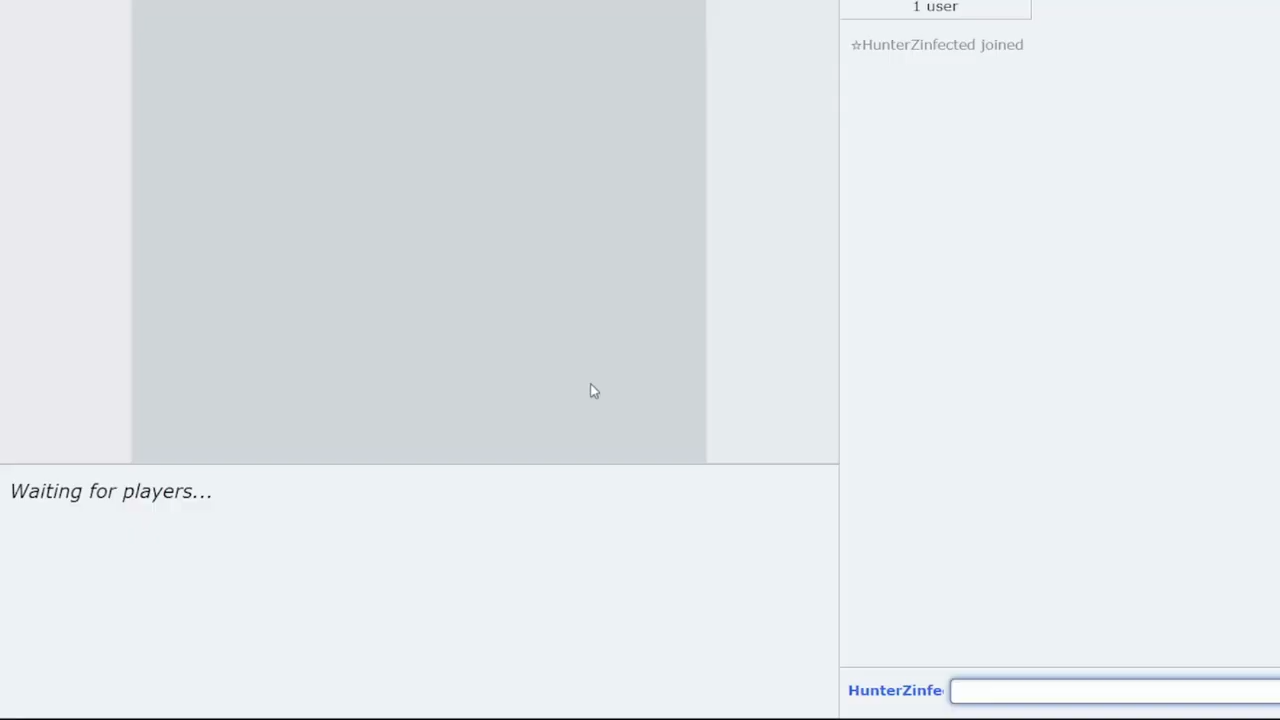 1 user
☆HunterZinfected joined
Waiting for players...
HunterZinfe